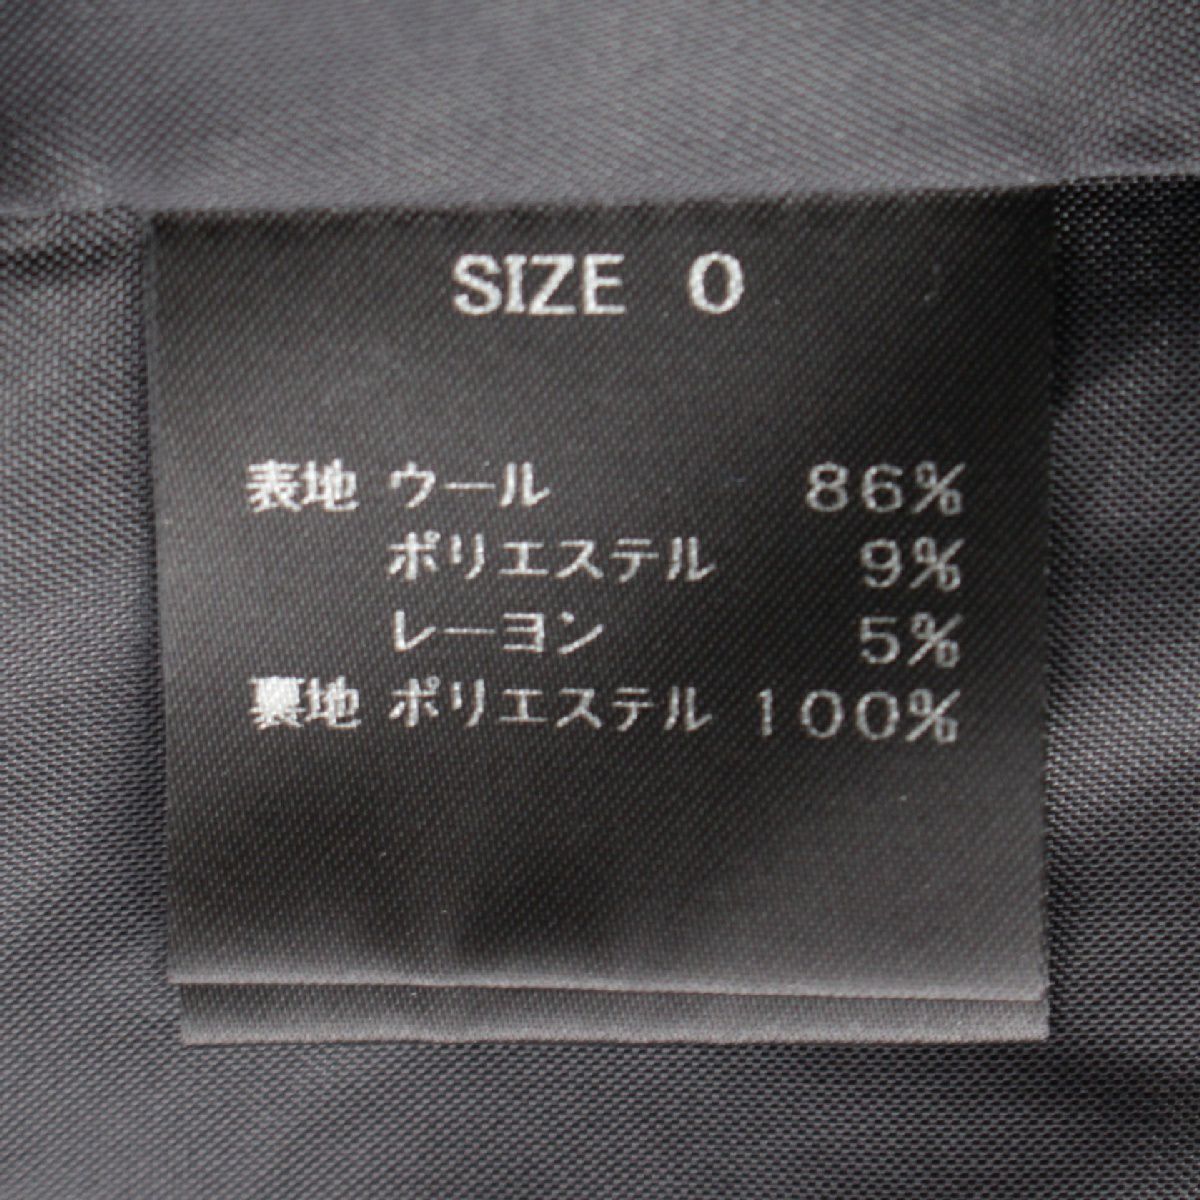 SIZE 0
表地 ウール 86%
ポリエステル 9%
レーヨン 5%
裏地 ポリエステル 100%